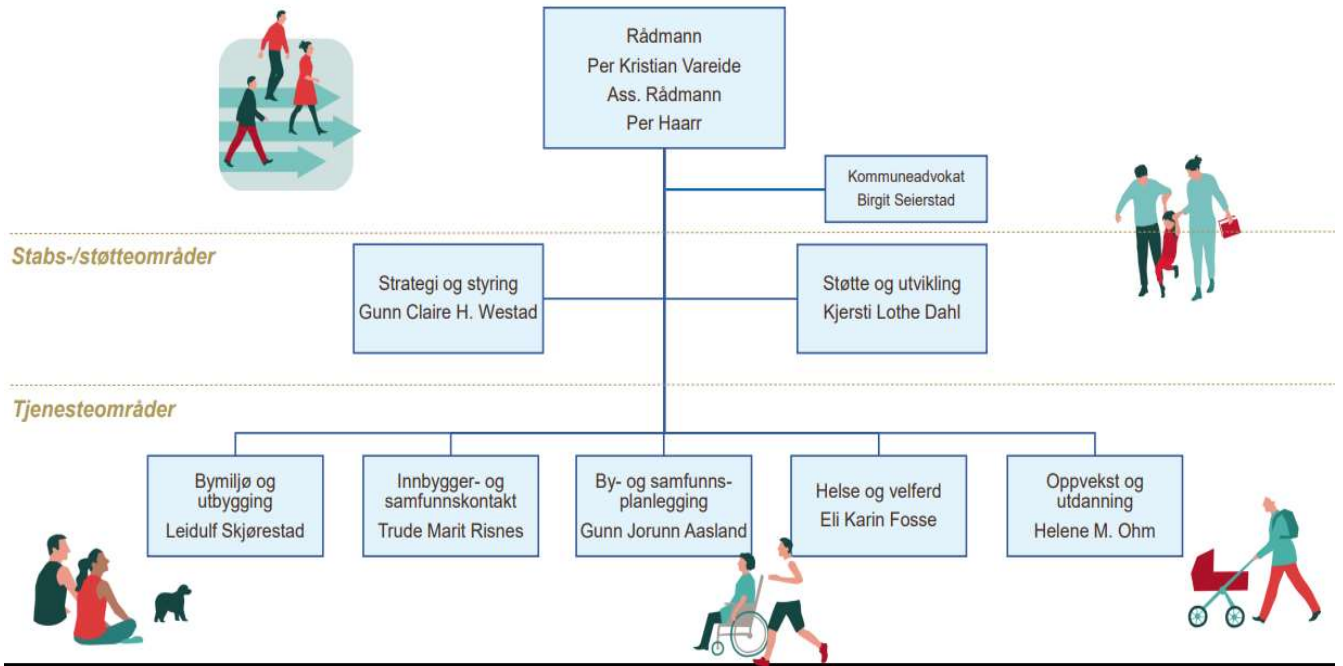 Rådmann
Per Kristian Vareide
Ass. Rådmann
Per Haarr
Kommuneadvokat
Birgit Seierstad
Stabs-/støtteområder
Strategi og styring
Gunn Claire H. Westad
Støtte og utvikling
Kjersti Lothe Dahl
Tjenesteområder
Bymiljø og
utbygging
Leidulf Skjørestad
Innbygger- og
samfunnskontakt
Trude Marit Risnes
By- og samfunns-
planlegging
Gunn Jorunn Aasland
Helse og velferd
Eli Karin Fosse
Oppvekst og
utdanning
Helene M. Ohm